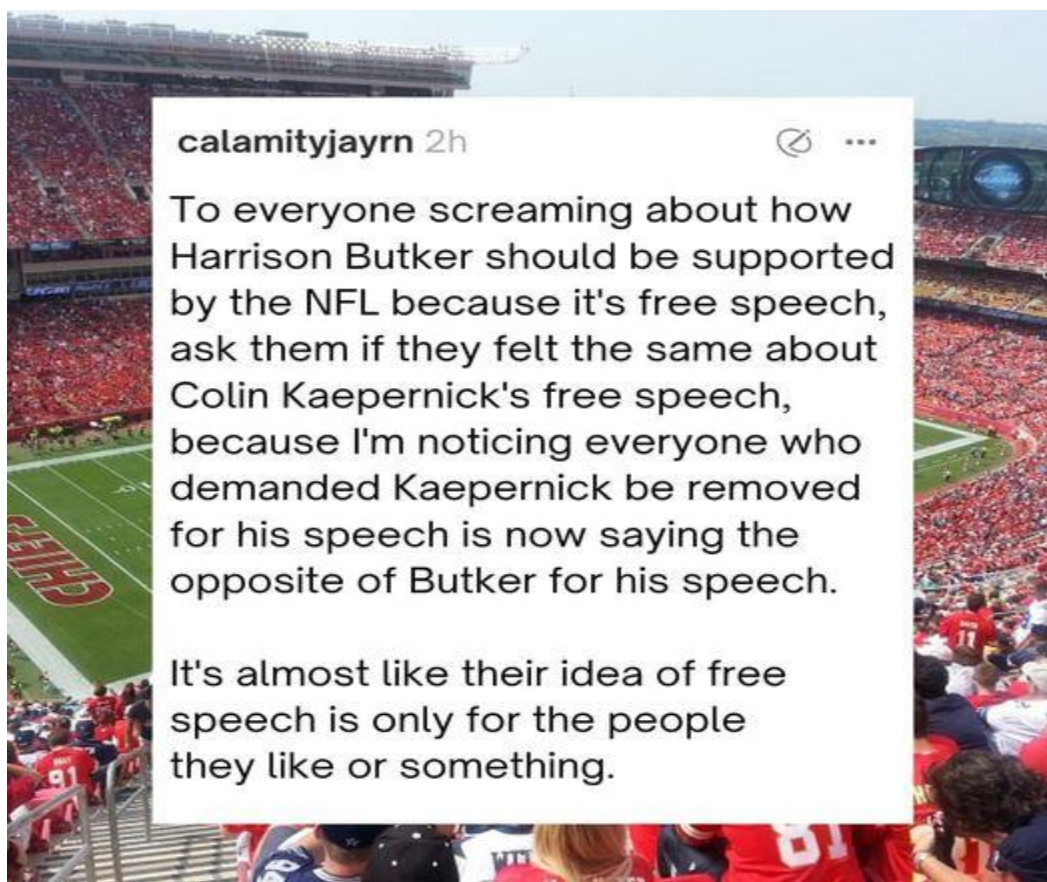 calamityjayrn 2h
To everyone screaming about how
Harrison Butker should be supported
by the NFL because it's free speech,
ask them if they felt the same about
Colin Kaepernick's free speech,
because I'm noticing everyone who
demanded Kaepernick be removed
for his speech is now saying the
opposite of Butker for his speech.
It's almost like their idea of free
speech is only for the people
they like or something.
CHIEFS
11
91
81